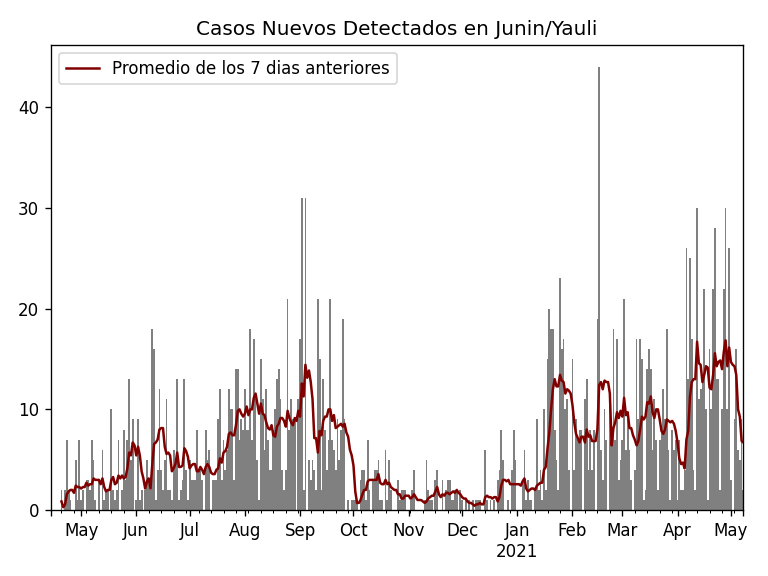 Casos Nuevos Detectados en Junin/Yauli
Promedio de los 7 dias anteriores
40
30
20
10
0
May Jun Jul Aug Sep Oct Nov Dec Jan Feb Mar Apr May
2021